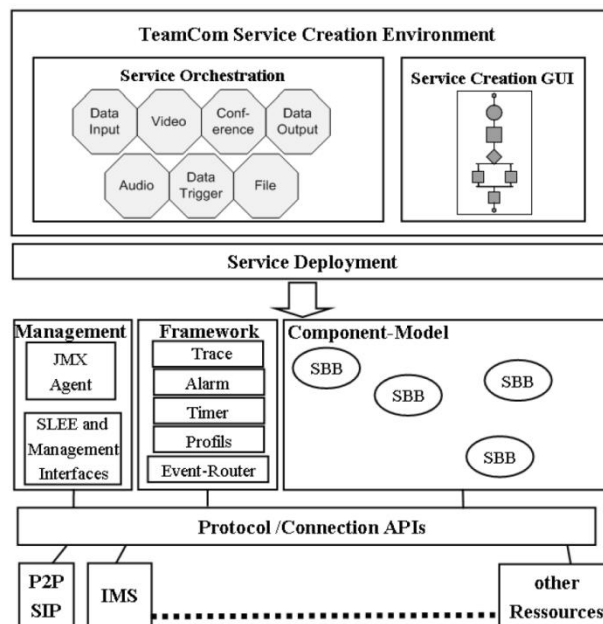 TeamCom Service Creation Environment
Service Orchestration
Data
Input
Video
Conf-
erence
Data
Output
Audio
Data
Trigger
File
Service Creation GUI
Service Deployment
Management
JMX
Agent
SLEE and
Management
Interfaces
Framework
Trace
Alarm
Timer
Profils
Event-Router
Component-Model
SBB
SBB
SBB
SBB
Protocol /Connection APIs
P2P
SIP
IMS
other
Ressources